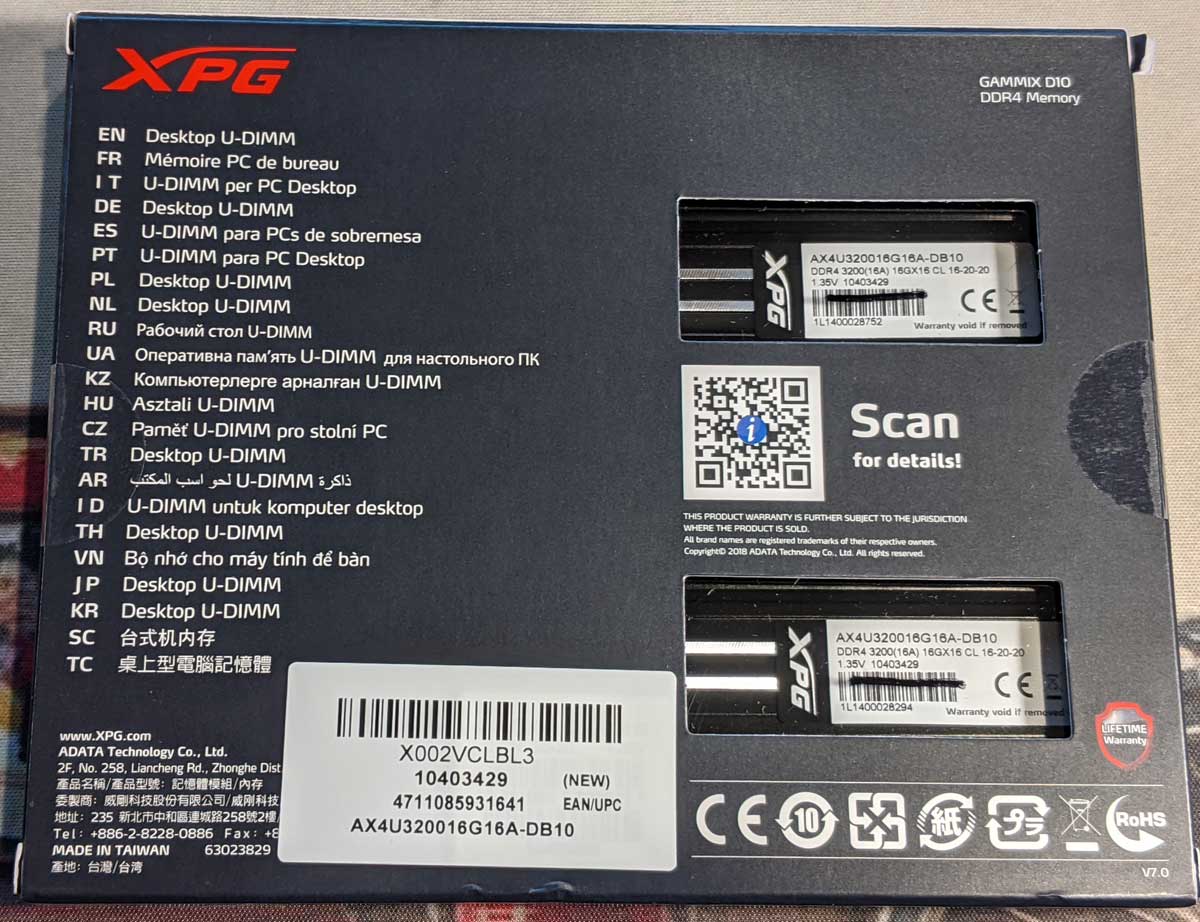 XPG
GAMMIX D10
DDR4 Memory
EN Desktop U-DIMM
FR Mémoire PC de bureau
IT U-DIMM per PC Desktop
DE Desktop U-DIMM
ES U-DIMM para PCs de sobremesa
PT U-DIMM para PC Desktop
PL Desktop U-DIMM
NL Desktop U-DIMM
RU Рабочий стол U-DIMM
UA Оперативна пам'ять U-DIMM для настольного ПК
KZ Компьютерлерге арналған U-DIMM
HU Asztali U-DIMM
CZ Paměť U-DIMM pro stolní PC
TR Desktop U-DIMM
AR ذاكرة U-DIMM لحو اسب المكتب
ID U-DIMM untuk komputer desktop
TH Desktop U-DIMM
VN Bộ nhớ cho máy tính để bàn
JP Desktop U-DIMM
KR Desktop U-DIMM
SC 台式机内存
TC 桌上型電腦記憶體
XPG
AX4U320016G16A-DB10
DDR4 3200(16A) 16GX16 CL 16-20-20
1.35V 10403429
1L1400028752
Warranty void if removed
Scan
for details!
THIS PRODUCT WARRANTY IS FURTHER SUBJECT TO THE JURISDICTION
WHERE THE PRODUCT IS SOLD.
All brand names are registered trademarks of their respective owners.
Copyright© 2018 ADATA Technology Co., Ltd. All rights reserved.
XPG
AX4U320016G16A-DB10
DDR4 3200(16A) 16GX16 CL 16-20-20
1.35V 10403429
1L1400028294
Warranty void if removed
LIFETIME
Warranty
www.XPG.com
ADATA Technology Co., Ltd.
2F, No. 258, Liancheng Rd., Zhonghe Dist
產品名稱/產品型號: 記憶體模組/內存
委製商: 威剛科技股份有限公司/威刚科技
地址: 235 新北市中和區連城路258號2樓
Tel: +886-2-8228-0886 Fax: +8
MADE IN TAIWAN 63023829
產地: 台灣/台湾
X002VCLBL3
10403429 (NEW)
4711085931641 EAN/UPC
AX4U320016G16A-DB10
CE 10 紙 プラ RoHS
V7.0